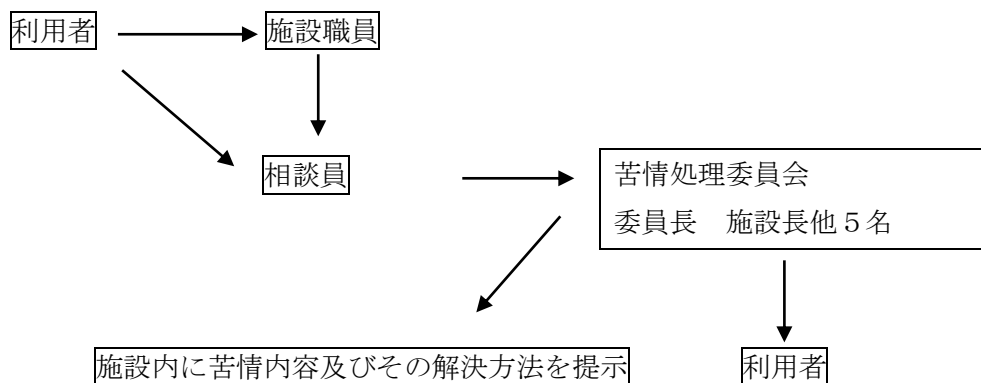 利用者
施設職員
相談員
苦情処理委員会
委員長　施設長他５名
施設内に苦情内容及びその解決方法を提示
利用者